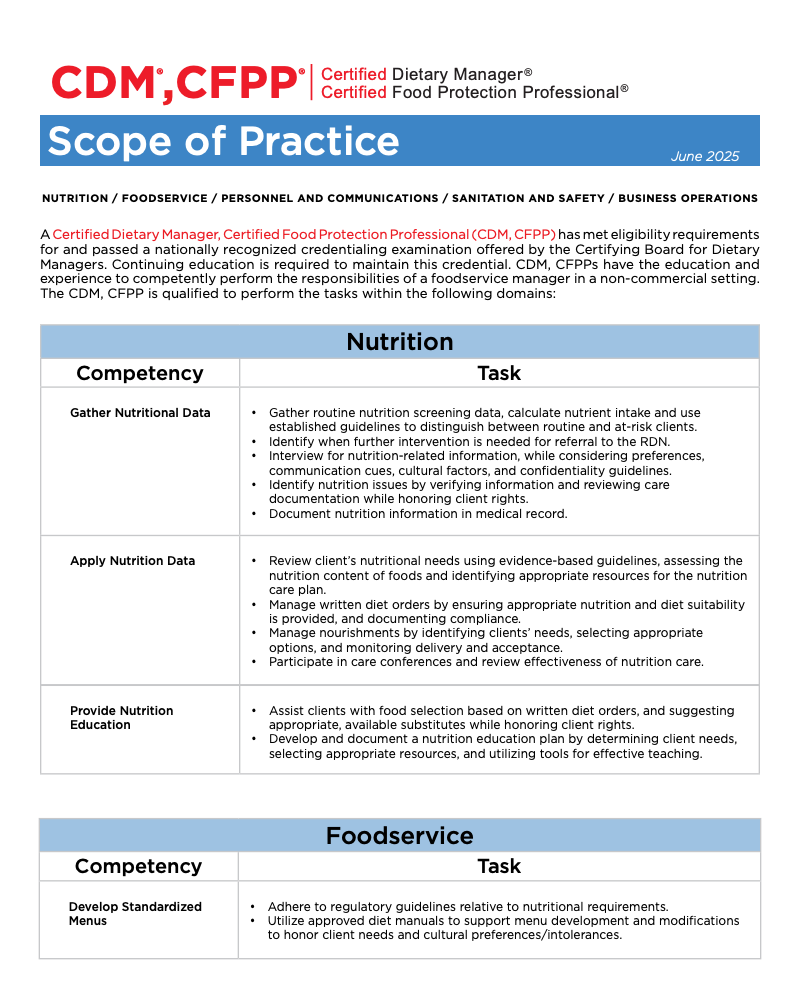 CDM®,CFPP® Certified Dietary Manager®
Certified Food Protection Professional®
Scope of Practice
June 2025
NUTRITION / FOODSERVICE / PERSONNEL AND COMMUNICATIONS / SANITATION AND SAFETY / BUSINESS OPERATIONS
A Certified Dietary Manager, Certified Food Protection Professional (CDM, CFPP) has met eligibility requirements
for and passed a nationally recognized credentialing examination offered by the Certifying Board for Dietary
Managers. Continuing education is required to maintain this credential. CDM, CFPPs have the education and
experience to competently perform the responsibilities of a foodservice manager in a non-commercial setting.
The CDM, CFPP is qualified to perform the tasks within the following domains:
Nutrition
Competency
Task
Gather Nutritional Data
• Gather routine nutrition screening data, calculate nutrient intake and use
established guidelines to distinguish between routine and at-risk clients.
• Identify when further intervention is needed for referral to the RDN.
• Interview for nutrition-related information, while considering preferences,
communication cues, cultural factors, and confidentiality guidelines.
• Identify nutrition issues by verifying information and reviewing care
documentation while honoring client rights.
• Document nutrition information in medical record.
Apply Nutrition Data
• Review client's nutritional needs using evidence-based guidelines, assessing the
nutrition content of foods and identifying appropriate resources for the nutrition
care plan.
• Manage written diet orders by ensuring appropriate nutrition and diet suitability
is provided, and documenting compliance.
• Manage nourishments by identifying clients' needs, selecting appropriate
options, and monitoring delivery and acceptance.
• Participate in care conferences and review effectiveness of nutrition care.
Provide Nutrition
Education
• Assist clients with food selection based on written diet orders, and suggesting
appropriate, available substitutes while honoring client rights.
• Develop and document a nutrition education plan by determining client needs,
selecting appropriate resources, and utilizing tools for effective teaching.
Foodservice
Competency
Task
Develop Standardized
Menus
• Adhere to regulatory guidelines relative to nutritional requirements.
• Utilize approved diet manuals to support menu development and modifications
to honor client needs and cultural preferences/intolerances.